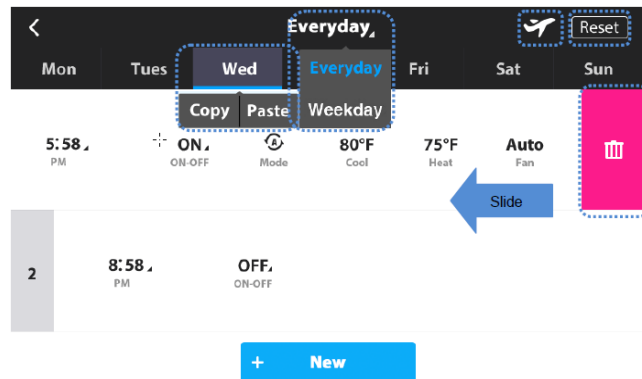 Everyday
Reset
Mon Tues Wed Everyday Fri Sat Sun
Copy Paste Weekday
5:58 ON 80°F 75°F Auto
PM ON-OFF Mode Cool Heat Fan
Slide
2 8:58 OFF
PM ON-OFF
+ New